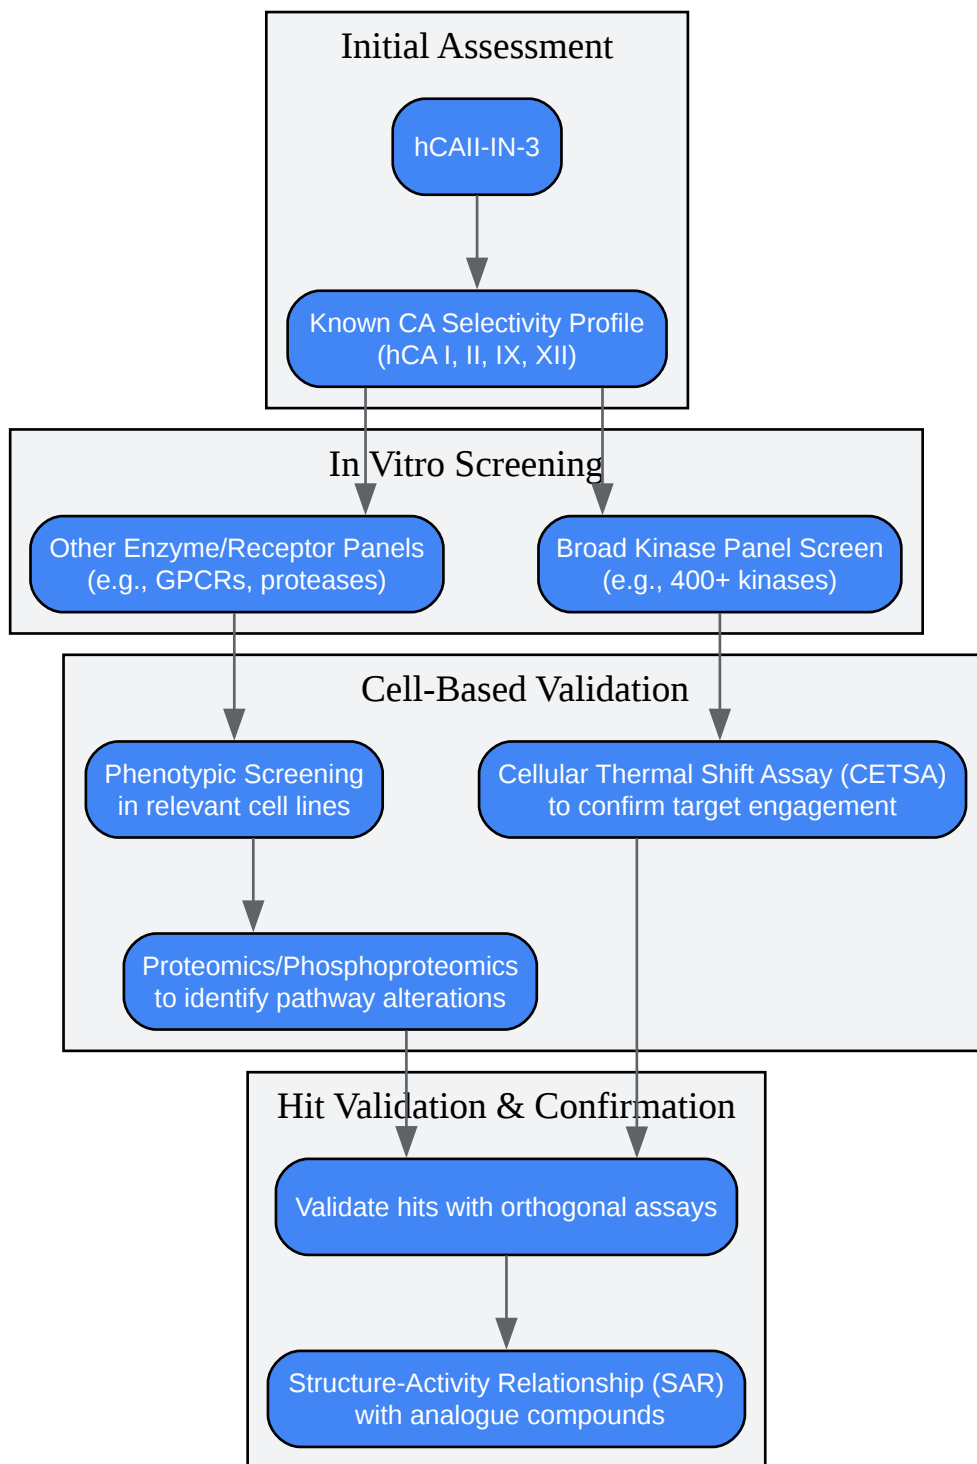 Initial Assessment
hCAII-IN-3
Known CA Selectivity Profile
(hCA I, II, IX, XII)
In Vitro Screening
Other Enzyme/Receptor Panels
(e.g., GPCRs, proteases)
Broad Kinase Panel Screen
(e.g., 400+ kinases)
Cell-Based Validation
Phenotypic Screening
in relevant cell lines
Cellular Thermal Shift Assay (CETSA)
to confirm target engagement
Proteomics/Phosphoproteomics
to identify pathway alterations
Hit Validation & Confirmation
Validate hits with orthogonal assays
Structure-Activity Relationship (SAR)
with analogue compounds